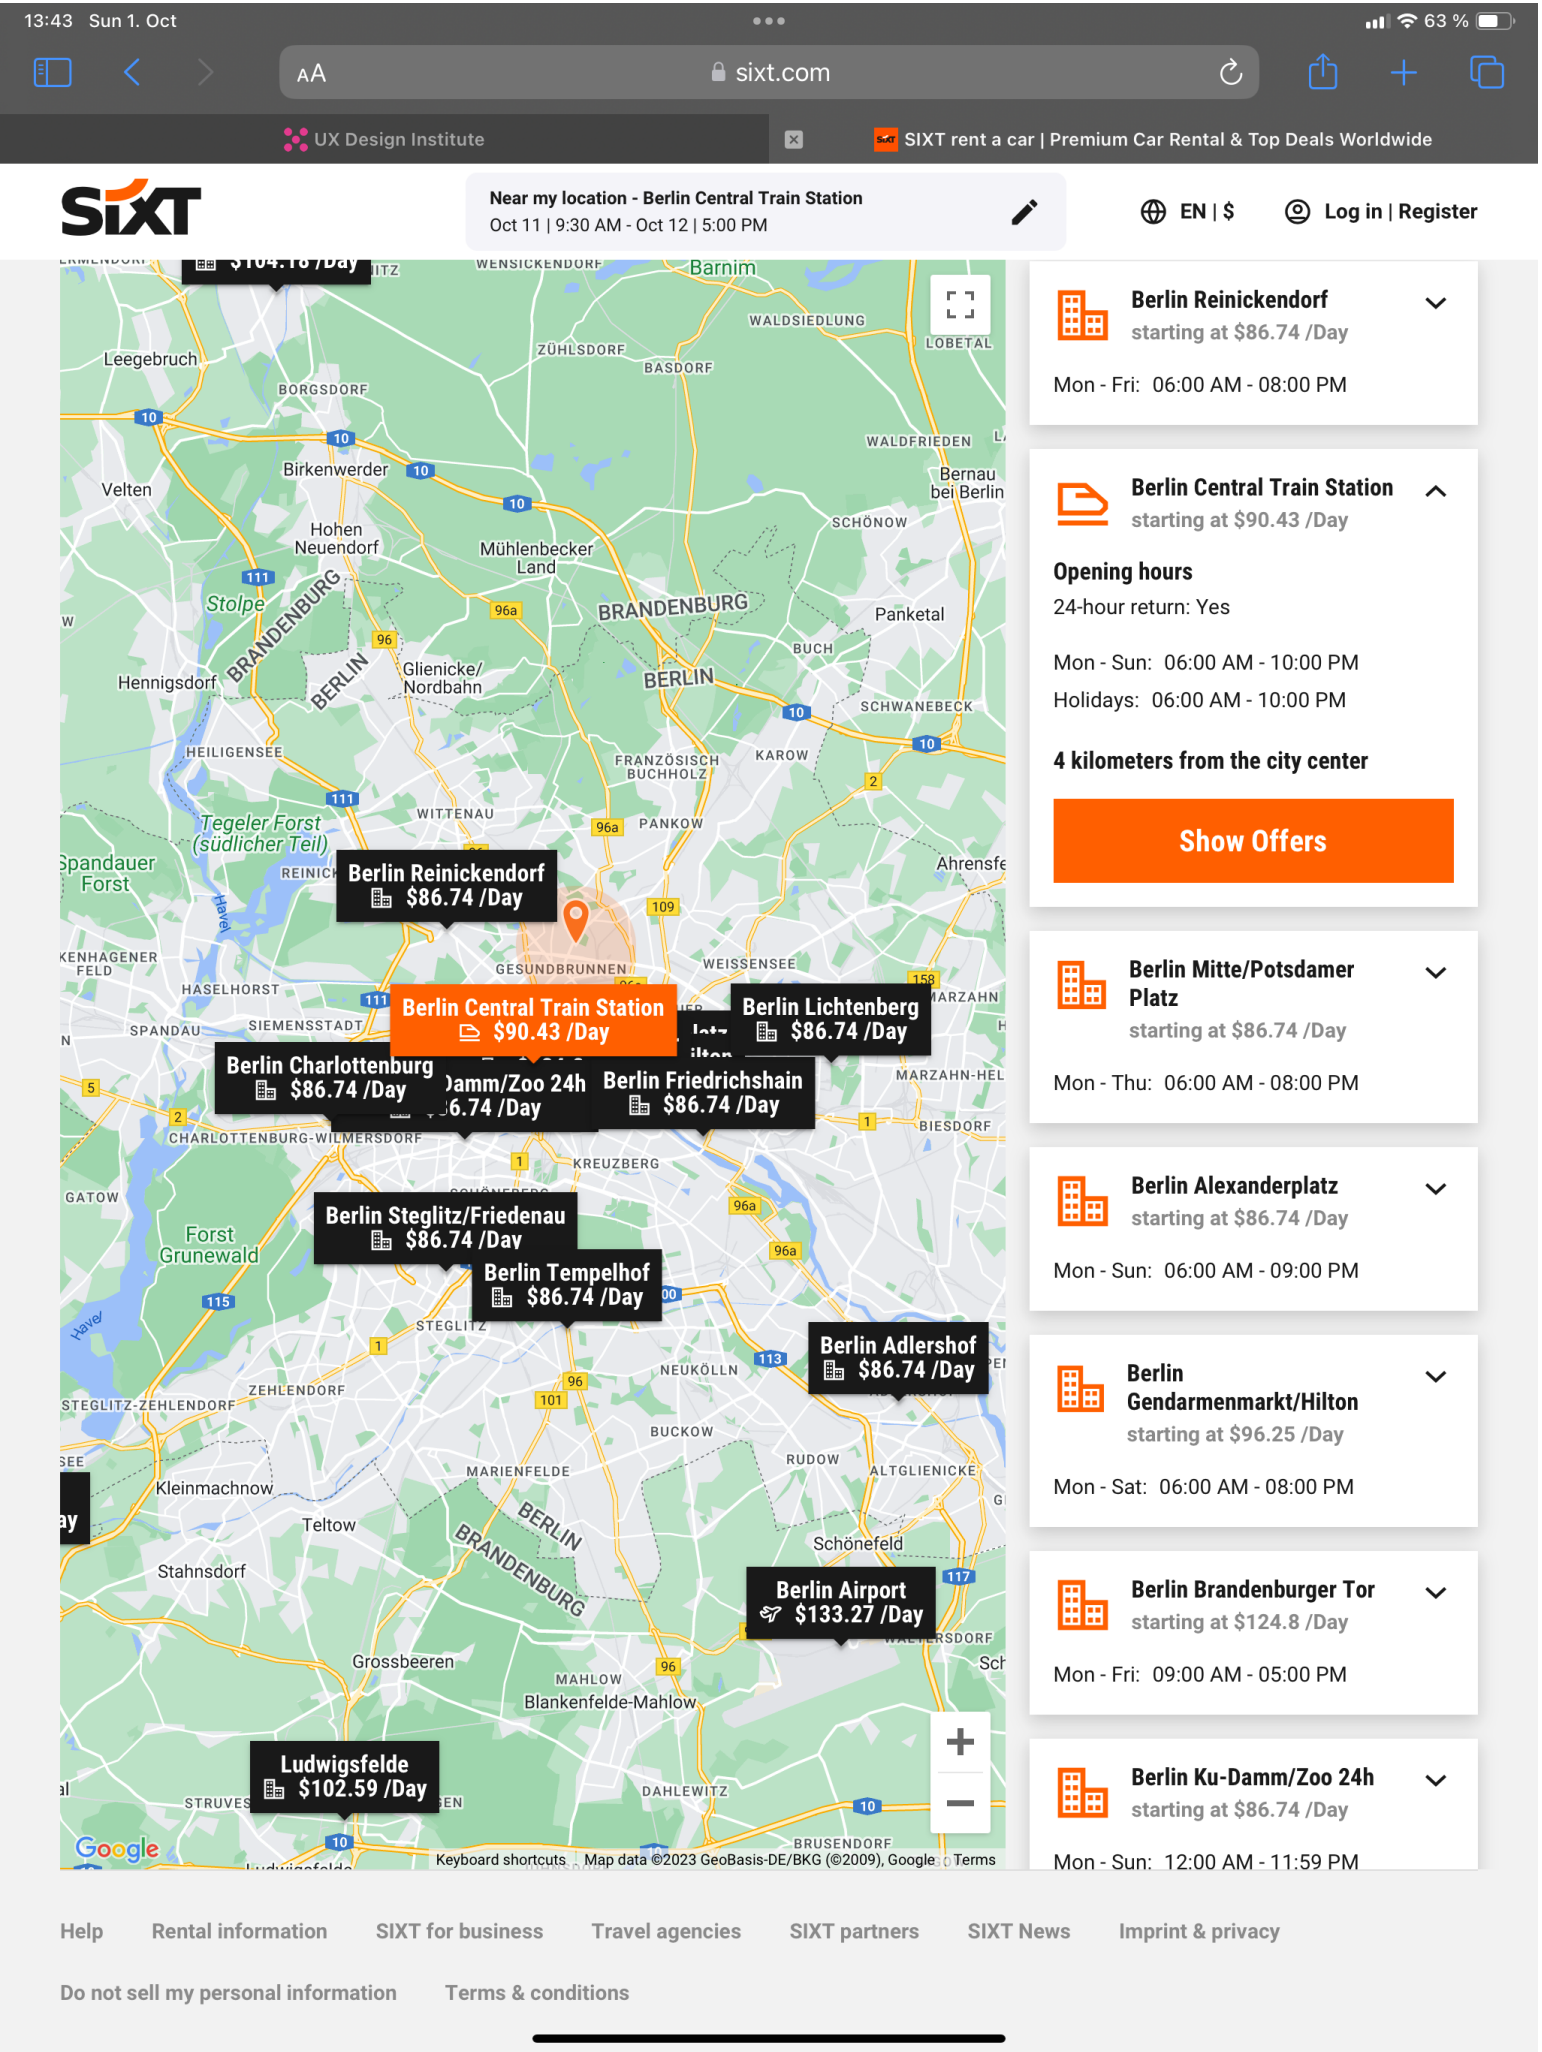 13:43 Sun 1. Oct
63 %
AA
sixt.com
UX Design Institute
SIXT rent a car | Premium Car Rental & Top Deals Worldwide
SIXT
Near my location - Berlin Central Train Station
Oct 11 | 9:30 AM - Oct 12 | 5:00 PM
EN | $
Log in | Register
$104.18 /Day
WENSICKENDORF
Barnim
WALDSIEDLUNG
LOBETAL
ZÜHLSDORF
BASDORF
Leegebruch
BORGSDORF
10
10
10
10
WALDFRIEDEN
Birkenwerder
Velten
Bernau
bei Berlin
SCHÖNOW
Hohen
Neuendorf
Mühlenbecker
Land
111
Stolpe
BRANDENBURG
BERLIN
96a
BRANDENBURG
BERLIN
Panketal
96
BUCH
Glienicke/
Nordbahn
Hennigsdorf
SCHWANEBECK
10
10
HEILIGENSEE
FRANZÖSISCH
BUCHHOLZ
KAROW
2
111
WITTENAU
96a
PANKOW
Tegeler Forst
(südlicher Teil)
Spandauer
Forst
Havel
Berlin Reinickendorf
$86.74 /Day
109
GESUNDBRUNNEN
WEISSENSEE
158
MARZAHN
HASELHORST
111
SPANDAU
SIEMENSSTADT
Berlin Central Train Station
$90.43 /Day
Berlin Lichtenberg
$86.74 /Day
Berlin Charlottenburg
$86.74 /Day
Damm/Zoo 24h
Berlin Friedrichshain
$86.74 /Day
5
2
1
CHARLOTTENBURG-WILMERSDORF
BIESDORF
1
KREUZBERG
GATOW
96a
96a
Forst
Grunewald
Berlin Steglitz/Friedenau
$86.74 /Day
Berlin Tempelhof
$86.74 /Day
115
Havel
STEGLITZ
1
Berlin Adlershof
$86.74 /Day
113
NEUKÖLLN
96
101
ZEHLENDORF
STEGLITZ-ZEHLENDORF
BUCKOW
RUDOW
ALTGLIENICKE
MARIENFELDE
Kleinmachnow
Teltow
BERLIN
BRANDENBURG
Schönefeld
Stahnsdorf
117
Berlin Airport
$133.27 /Day
WALTERSDORF
Grossbeeren
96
MAHLOW
Blankenfelde-Mahlow
Ludwigsfelde
$102.59 /Day
DAHLEWITZ
10
10
BRUSENDORF
Google
Keyboard shortcuts
Map data ©2023 GeoBasis-DE/BKG (©2009), Google
Terms
Berlin Reinickendorf
starting at $86.74 /Day
Mon - Fri: 06:00 AM - 08:00 PM
Berlin Central Train Station
starting at $90.43 /Day
Opening hours
24-hour return: Yes
Mon - Sun: 06:00 AM - 10:00 PM
Holidays: 06:00 AM - 10:00 PM
4 kilometers from the city center
Show Offers
Berlin Mitte/Potsdamer
Platz
starting at $86.74 /Day
Mon - Thu: 06:00 AM - 08:00 PM
Berlin Alexanderplatz
starting at $86.74 /Day
Mon - Sun: 06:00 AM - 09:00 PM
Berlin
Gendarmenmarkt/Hilton
starting at $96.25 /Day
Mon - Sat: 06:00 AM - 08:00 PM
Berlin Brandenburger Tor
starting at $124.8 /Day
Mon - Fri: 09:00 AM - 05:00 PM
Berlin Ku-Damm/Zoo 24h
starting at $86.74 /Day
Mon - Sun: 12:00 AM - 11:59 PM
Help
Rental information
SIXT for business
Travel agencies
SIXT partners
SIXT News
Imprint & privacy
Do not sell my personal information
Terms & conditions